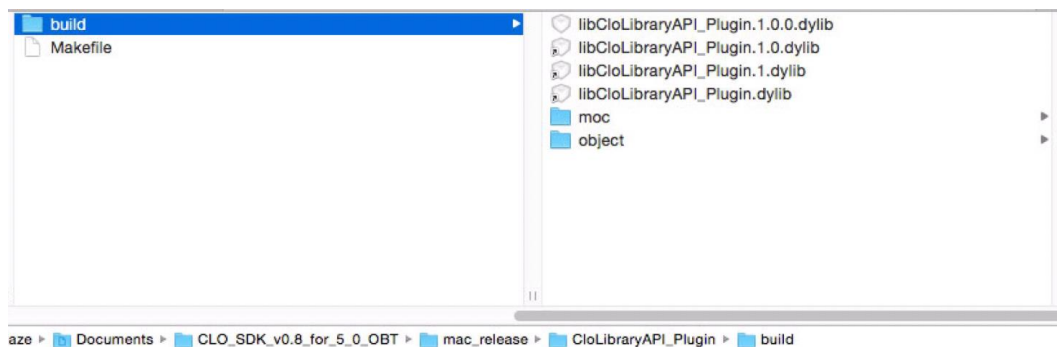 build
Makefile
libCloLibraryAPI_Plugin.1.0.0.dylib
libCloLibraryAPI_Plugin.1.0.dylib
libCloLibraryAPI_Plugin.1.dylib
libCloLibraryAPI_Plugin.dylib
moc
object
aze ▸ Documents ▸ CLO_SDK_v0.8_for_5_0_OBT ▸ mac_release ▸ CloLibraryAPI_Plugin ▸ build